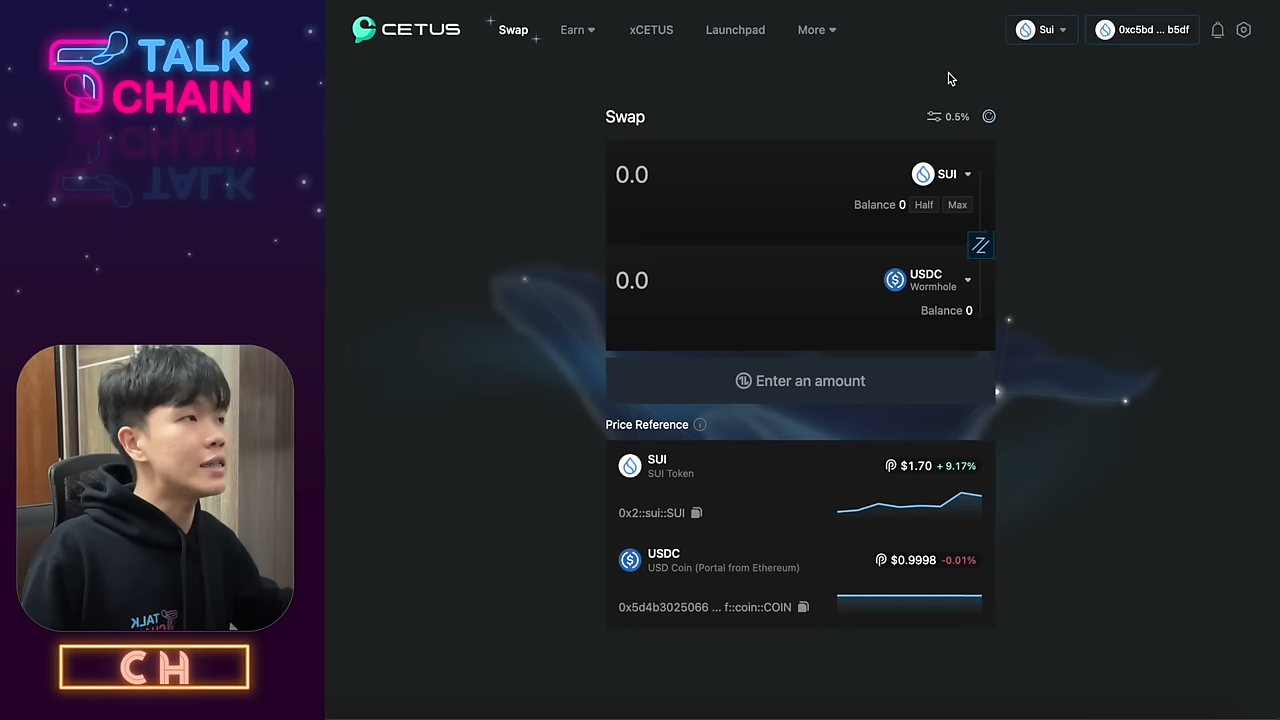 TALK
CHAIN
CETUS
Swap
Earn
xCETUS
Launchpad
More
Sui
0xc5bd ... b5df
Swap
0.5%
0.0
SUI
Balance 0
Half
Max
0.0
USDC
Wormhole
Balance 0
Enter an amount
Price Reference
SUI
SUI Token
$1.70 + 9.17%
0x2::sui::SUI
USDC
USD Coin (Portal from Ethereum)
$0.9998 -0.01%
0x5d4b3025066 ... f::coin::COIN
TALK
CHAIN
CH